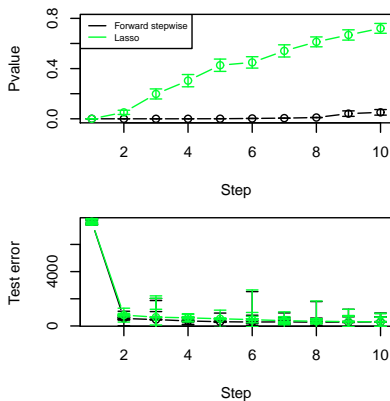 Forward stepwise
Lasso
Pvalue
0.8
0.4
0.0
2 4 6 8 10
Step
Test error
4000
0
2 4 6 8 10
Step